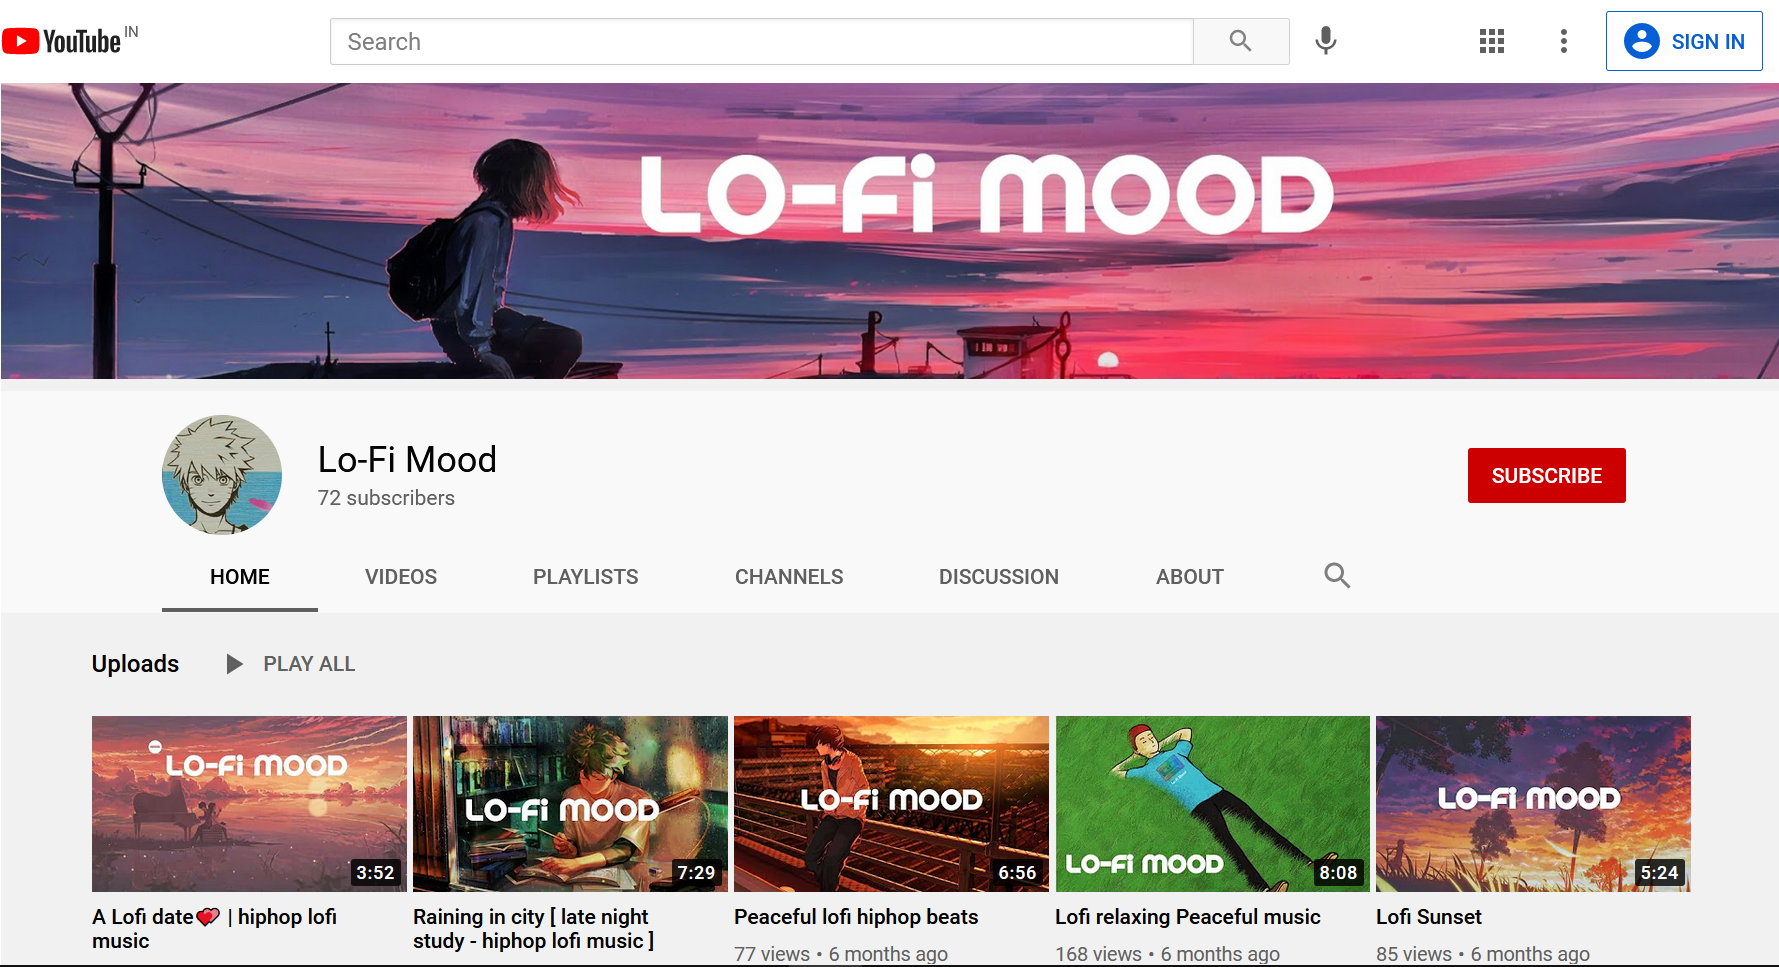 YouTube IN
Search
SIGN IN
LO-Fi MOOD
Lo-Fi Mood
72 subscribers
SUBSCRIBE
HOME VIDEOS PLAYLISTS CHANNELS DISCUSSION ABOUT
Uploads PLAY ALL
LO-Fi MOOD
3:52
LO-Fi MOOD
7:29
LO-Fi MOOD
6:56
LO-Fi MOOD
8:08
LO-Fi MOOD
5:24
A Lofi date💞 | hiphop lofi
music
Raining in city [ late night
study - hiphop lofi music ]
Peaceful lofi hiphop beats
77 views • 6 months ago
Lofi relaxing Peaceful music
168 views • 6 months ago
Lofi Sunset
85 views • 6 months ago